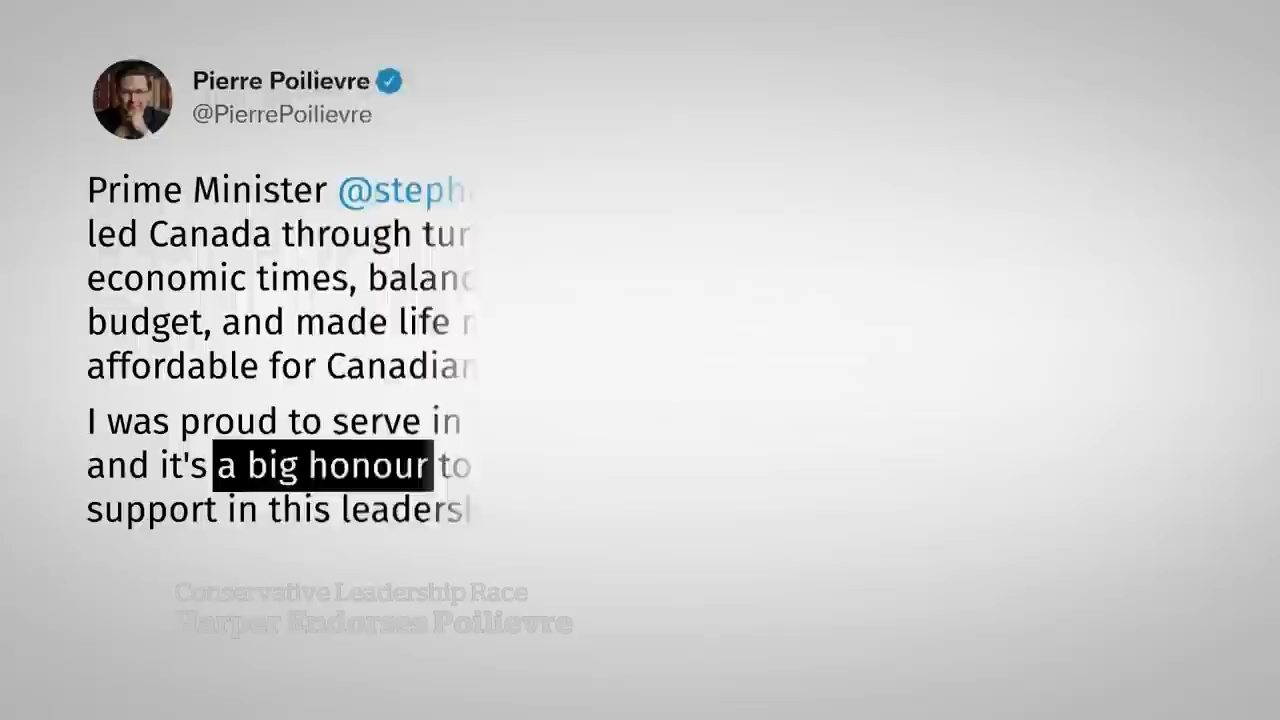 Pierre Poilievre
@PierrePoilievre
Prime Minister @steph
led Canada through tur
economic times, balanc
budget, and made life
affordable for Canadian
I was proud to serve in
and it's a big honour to
support in this leaders
Conservative Leadership Race
Harper Endorses Poilievre